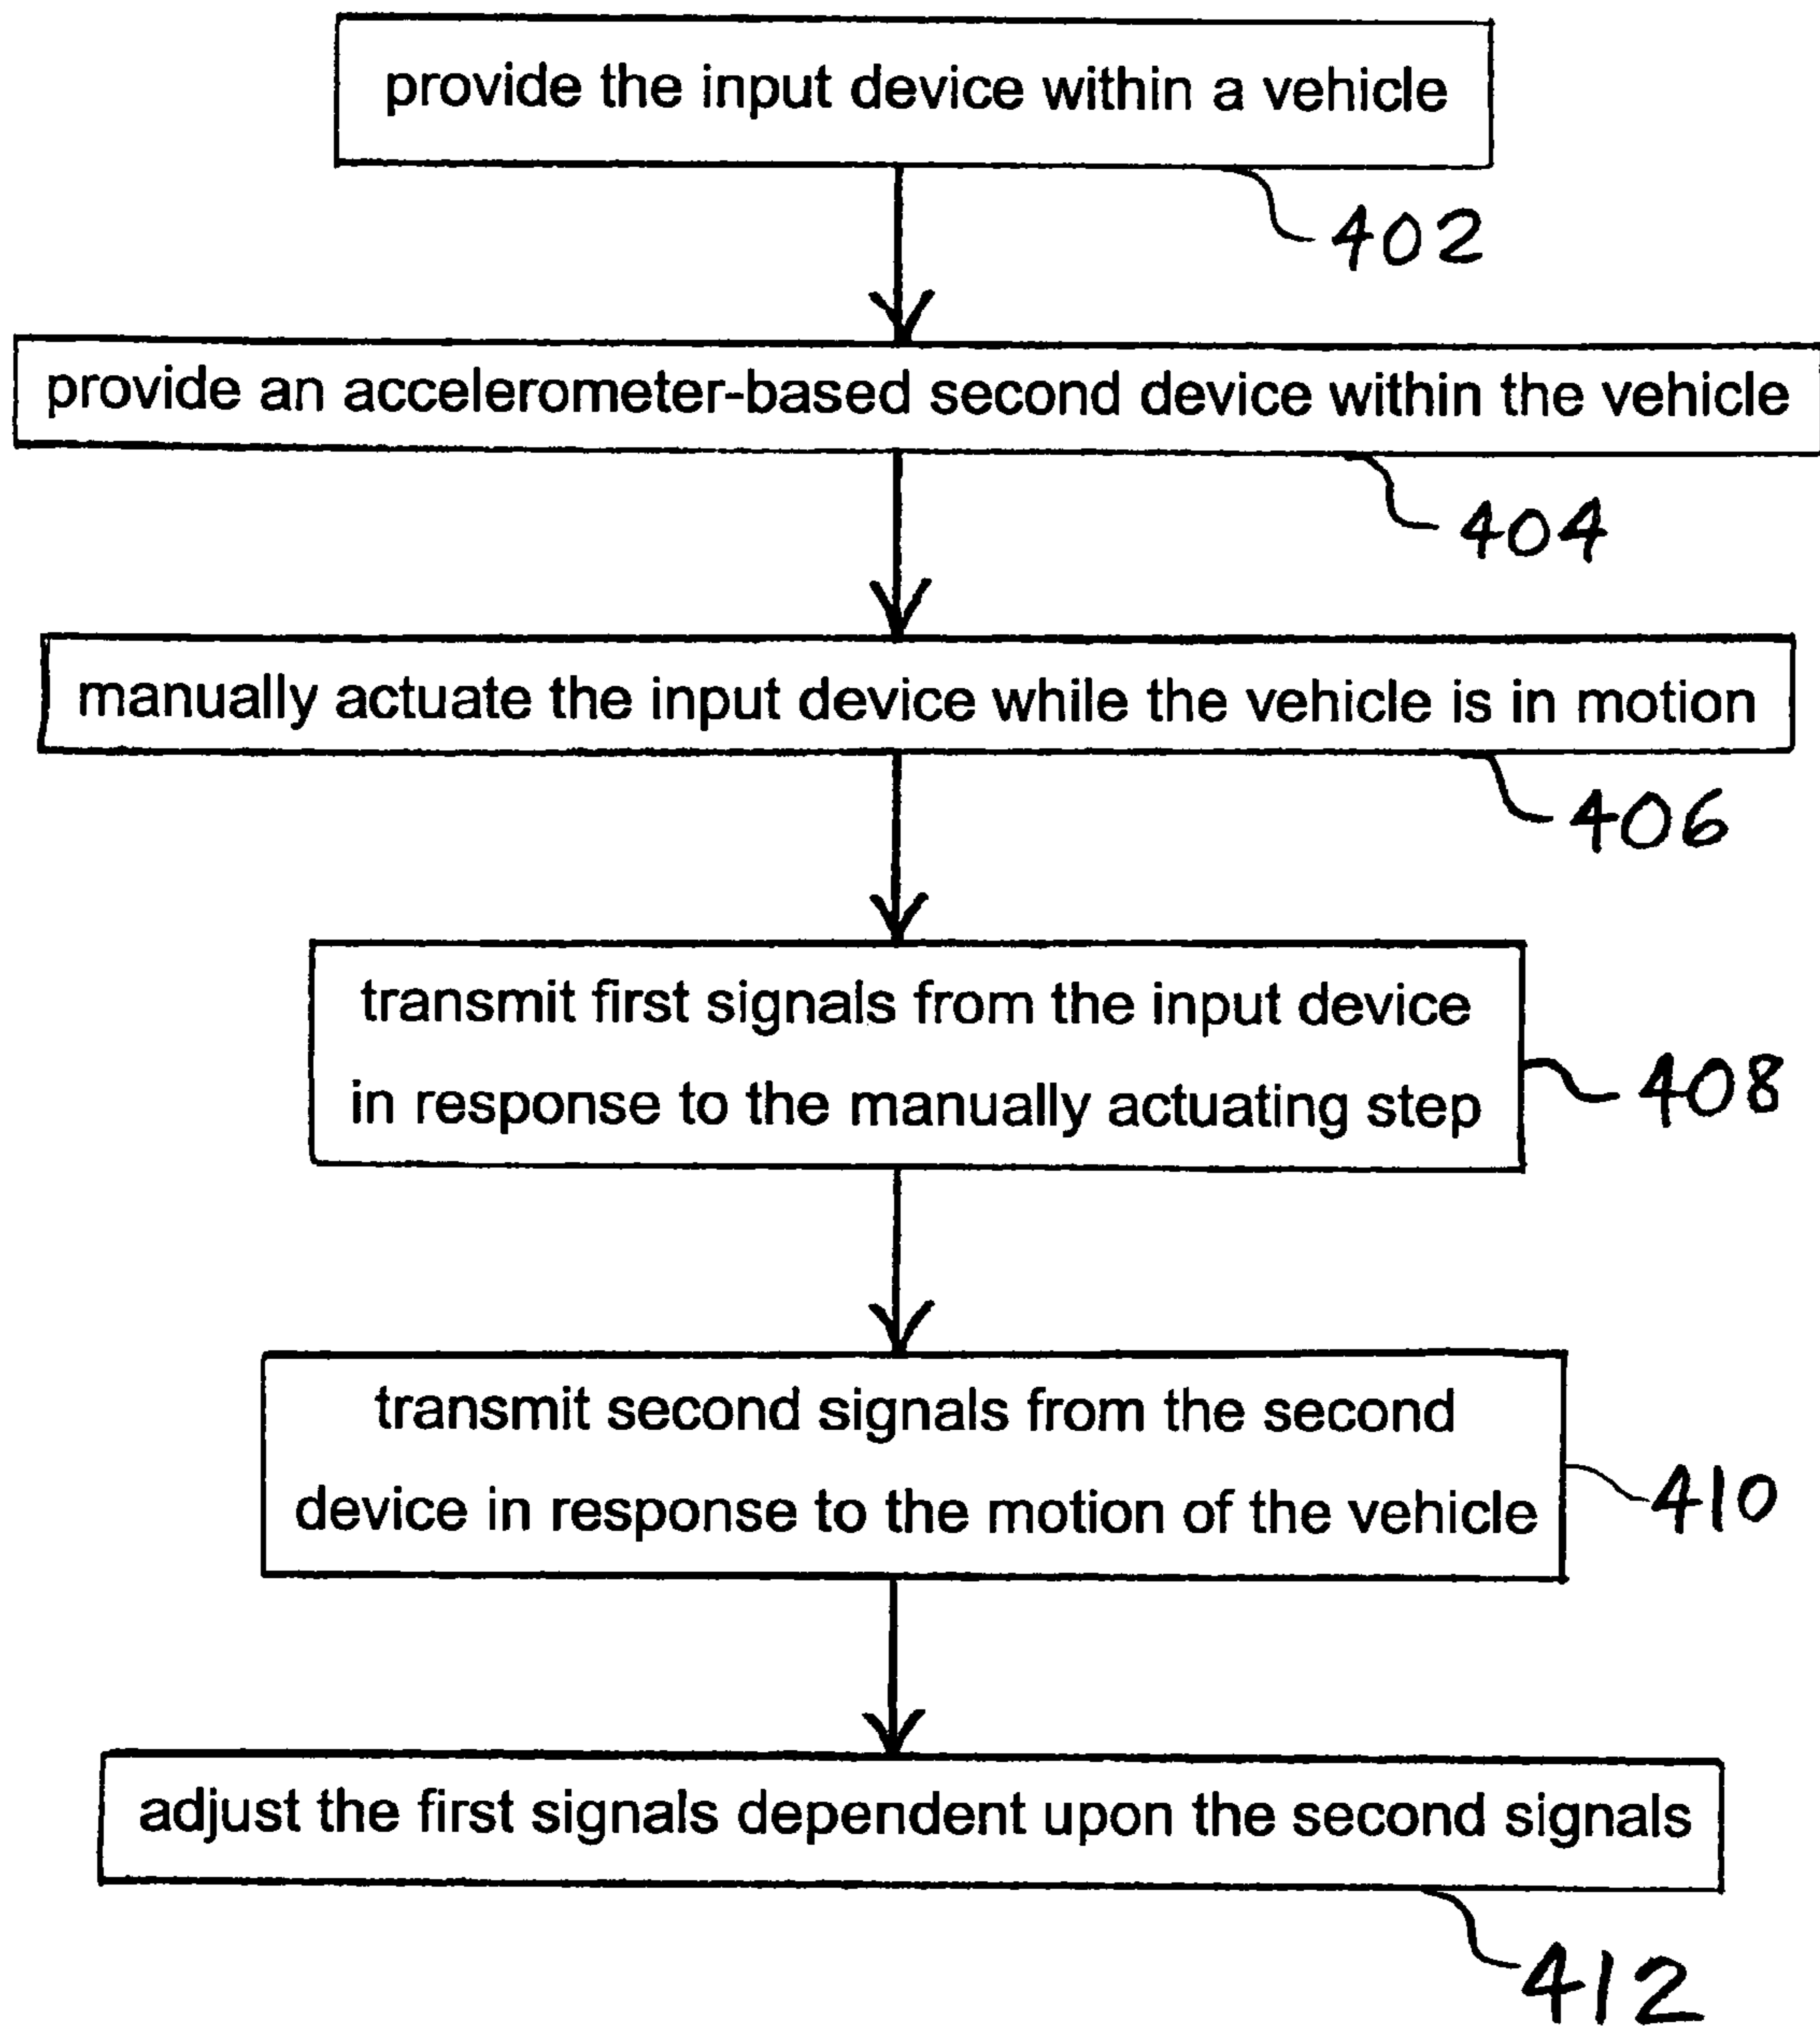 provide the input device within a vehicle
402
provide an accelerometer-based second device within the vehicle
404
manually actuate the input device while the vehicle is in motion
406
transmit first signals from the input device
in response to the manually actuating step
408
transmit second signals from the second
device in response to the motion of the vehicle
410
adjust the first signals dependent upon the second signals
412